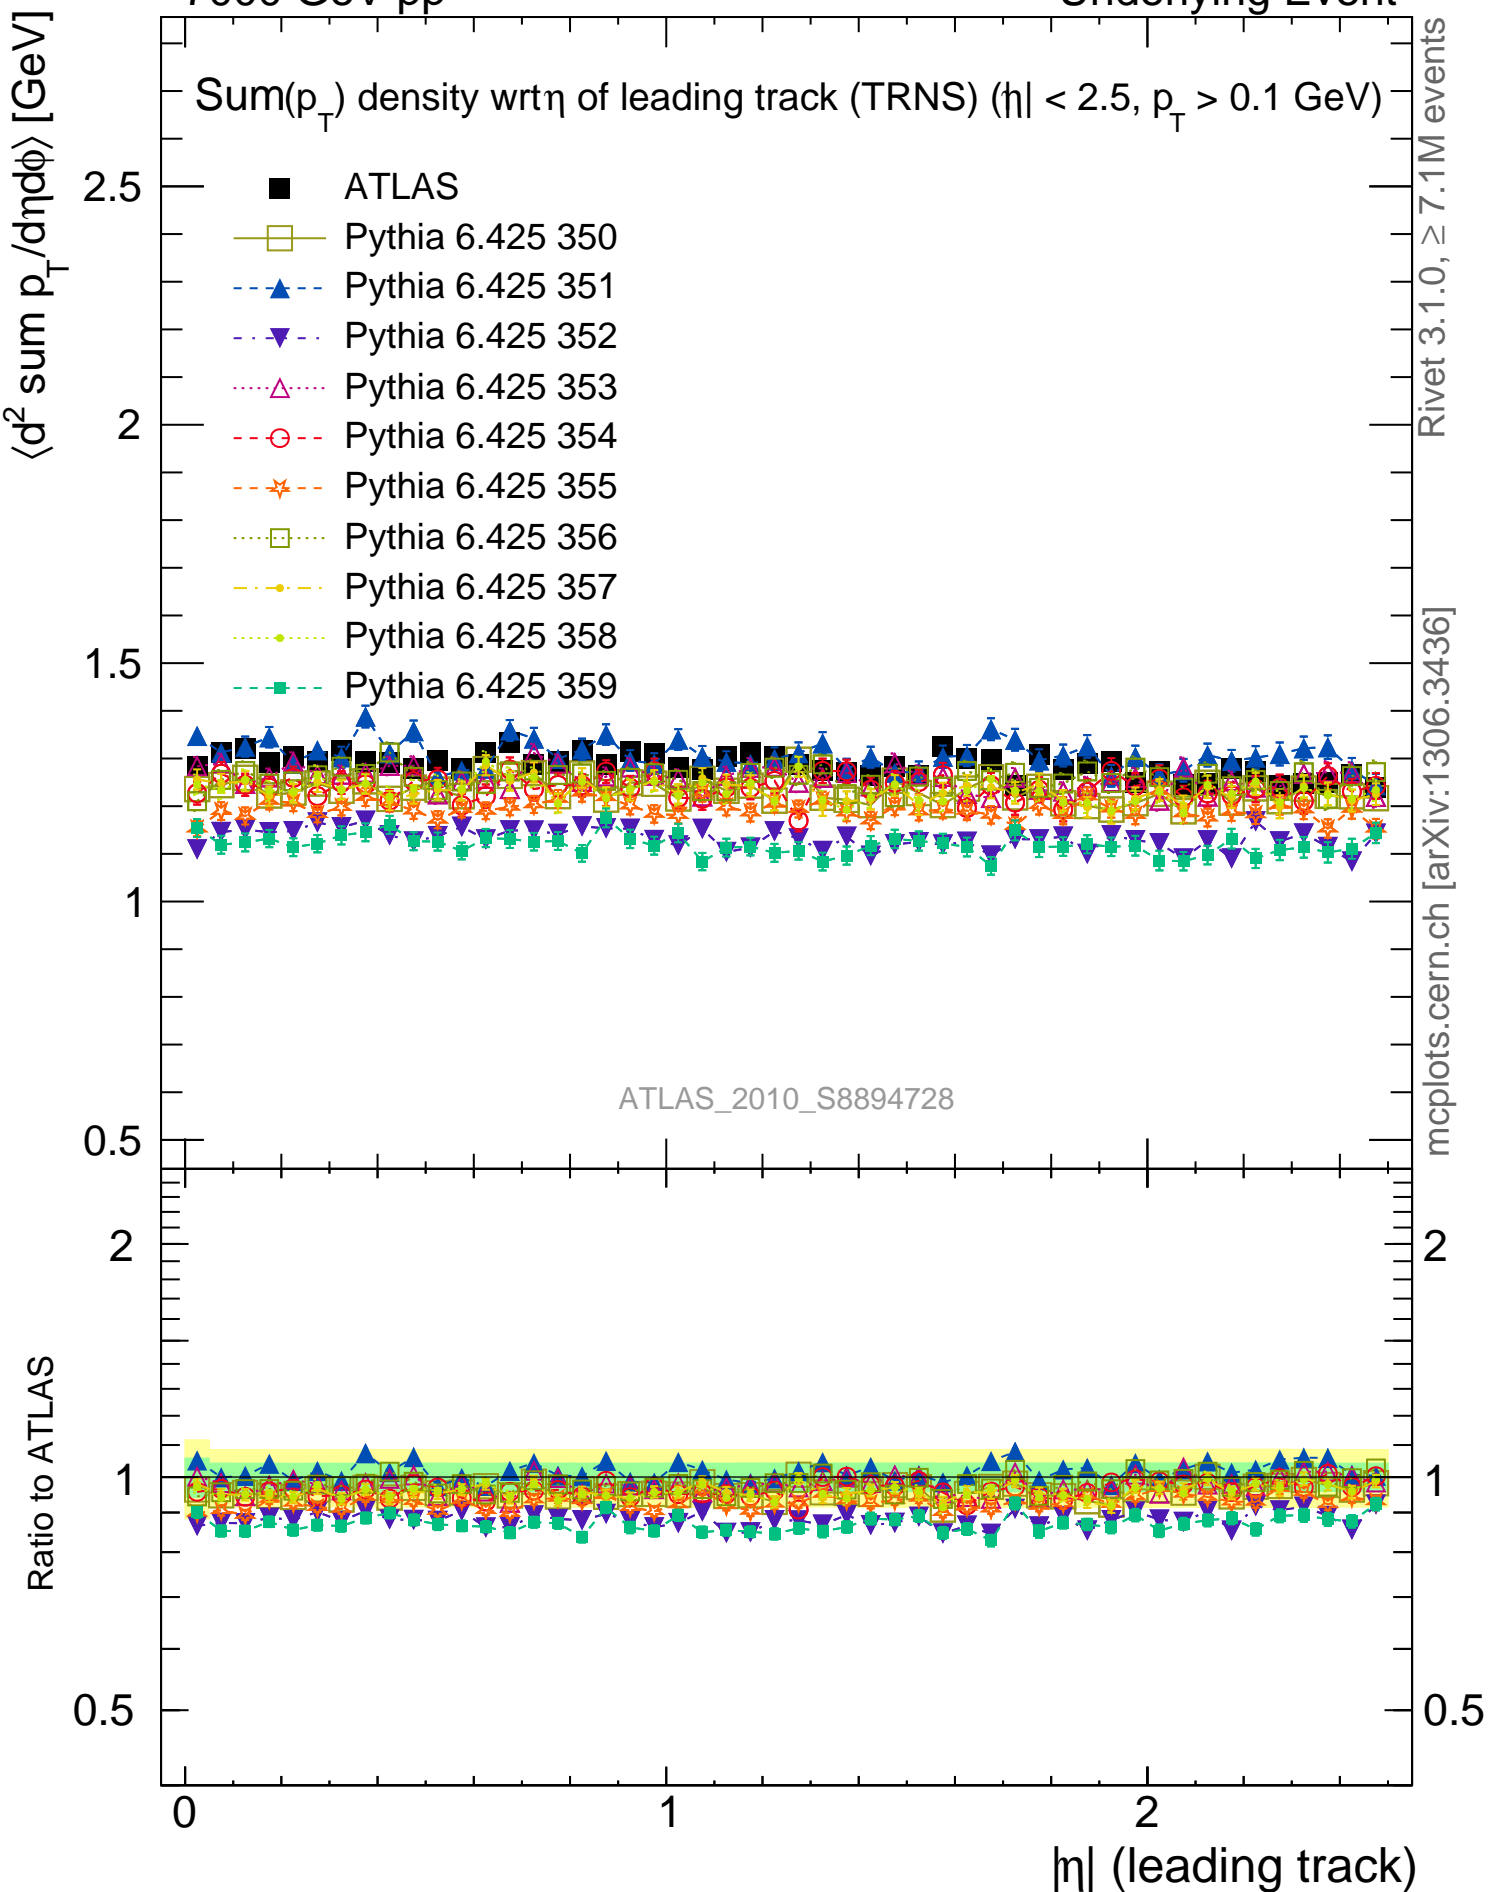 7000 GeV pp
Underlying Event
Sum(p_T) density wrt η of leading track (TRNS) (|η| < 2.5, p_T > 0.1 GeV)
⟨d² sum p_T/dηdϕ⟩ [GeV]
ATLAS
Pythia 6.425 350
Pythia 6.425 351
Pythia 6.425 352
Pythia 6.425 353
Pythia 6.425 354
Pythia 6.425 355
Pythia 6.425 356
Pythia 6.425 357
Pythia 6.425 358
Pythia 6.425 359
2.5
2
1.5
1
0.5
ATLAS_2010_S8894728
Rivet 3.1.0, ≥ 7.1M events
mcplots.cern.ch [arXiv:1306.3436]
Ratio to ATLAS
2
1
0.5
2
1
0.5
0
1
2
|η| (leading track)